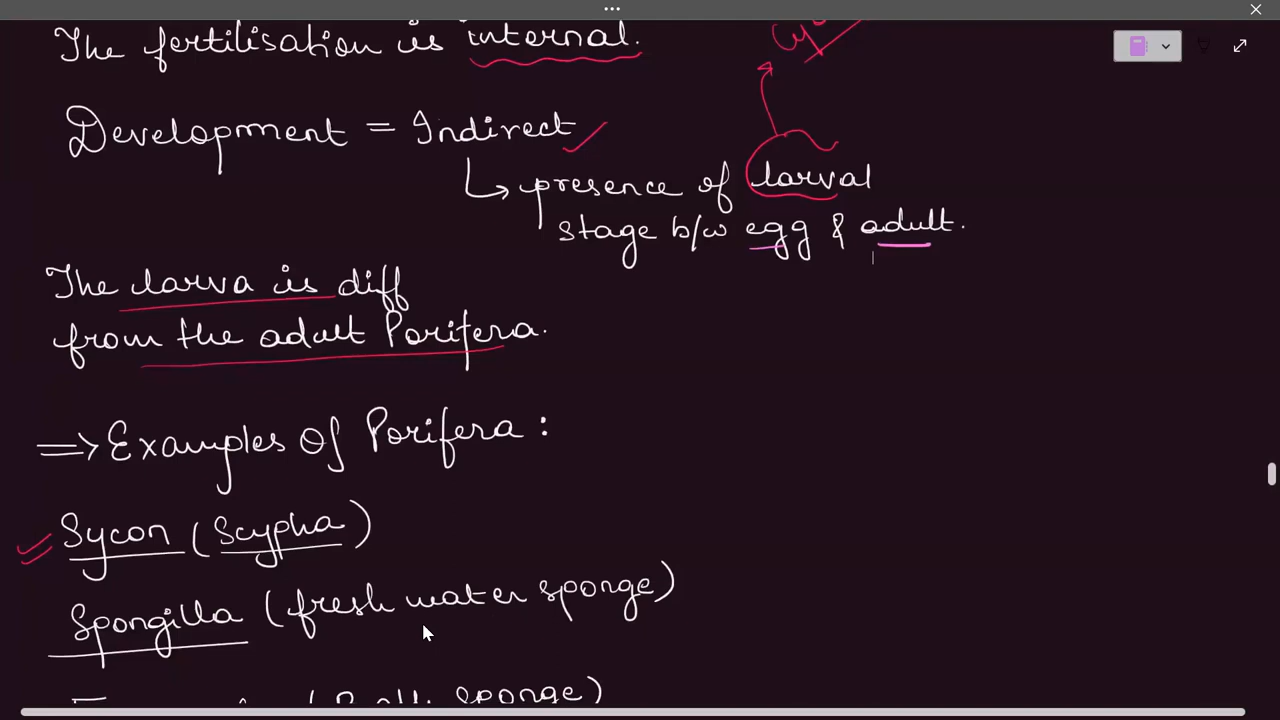 The fertilisation is internal.
Development = Indirect
presence of larval
stage b/w egg & adult.
The larva is diff
from the adult Porifera.
=> Examples of Porifera :
Sycon (Scypha)
Spongilla (fresh water sponge)
sponge)